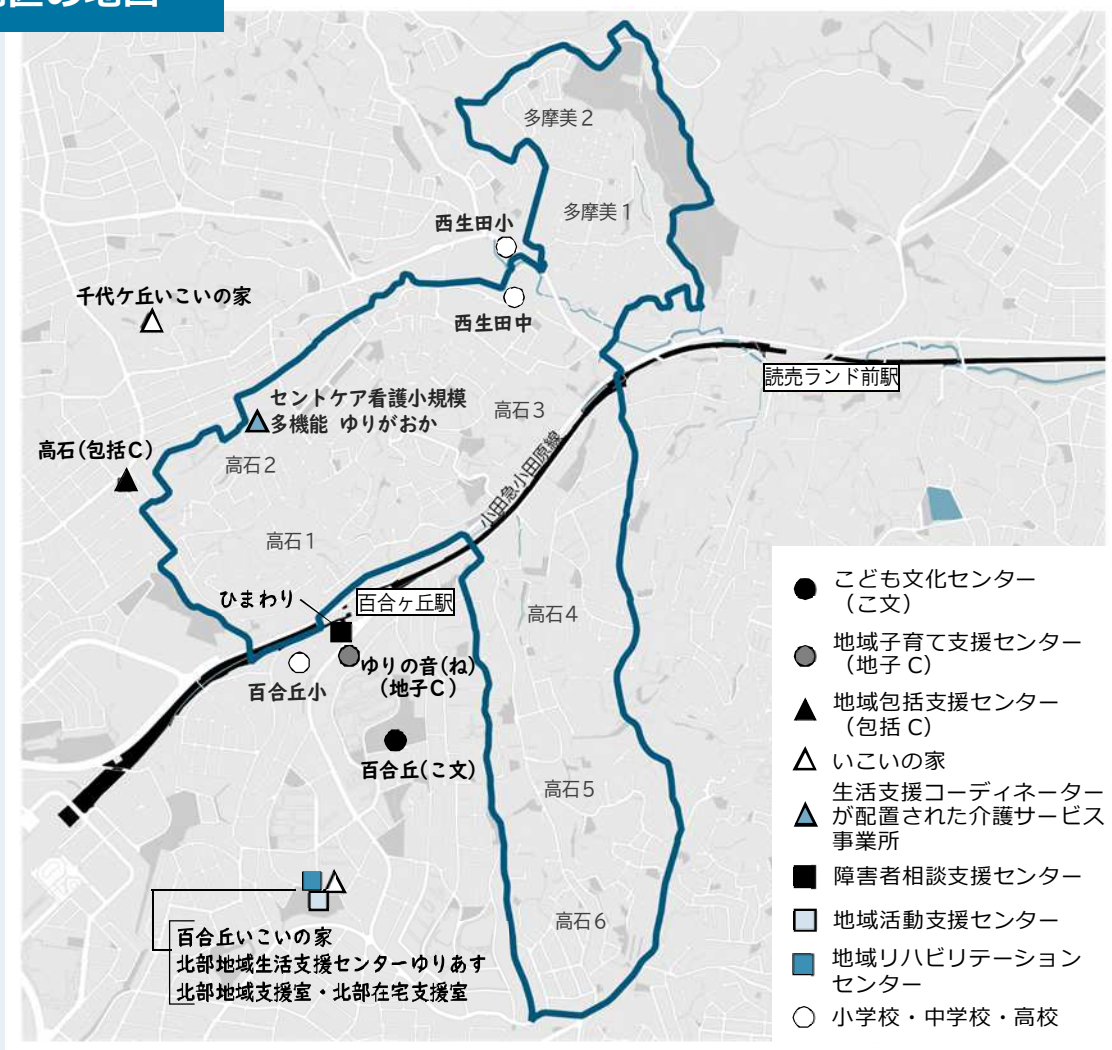 地区の地図
多摩美2
多摩美1
西生田小
千代ケ丘いこいの家
西生田中
読売ランド前駅
セントケア看護小規模
多機能 ゆりがおか
高石3
高石(包括C)
高石2
小田急小田原線
高石1
ひまわり
百合ヶ丘駅
高石4
ゆりの音(ね)
(地子C)
百合丘小
百合丘(こ文)
高石5
高石6
百合丘いこいの家
北部地域生活支援センターゆりあす
北部地域支援室・北部在宅支援室
こども文化センター
(こ文)
地域子育て支援センター
(地子 C)
地域包括支援センター
(包括 C)
いこいの家
生活支援コーディネーター
が配置された介護サービス
事業所
障害者相談支援センター
地域活動支援センター
地域リハビリテーション
センター
小学校・中学校・高校